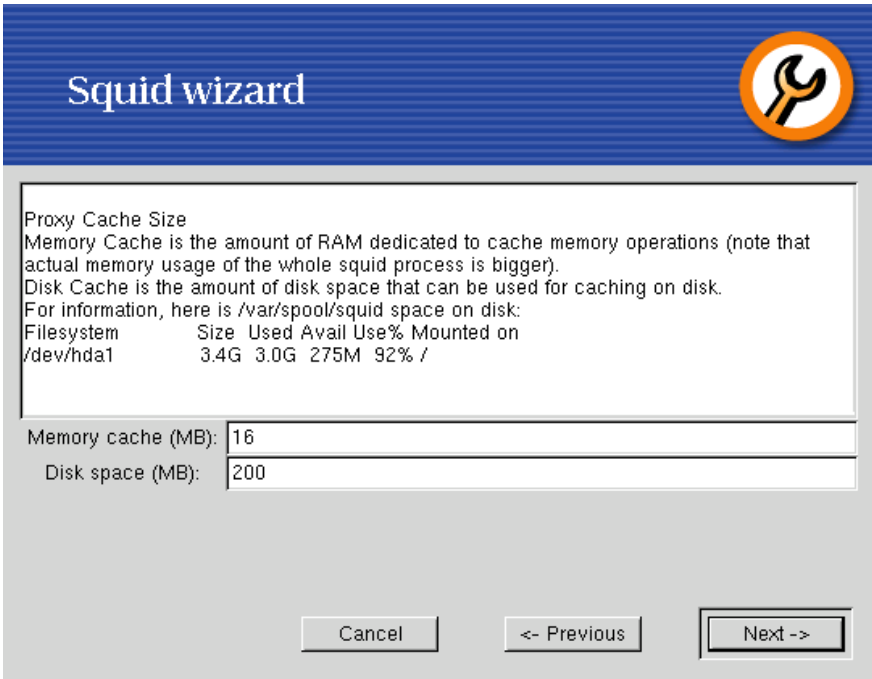 Squid wizard
Proxy Cache Size
Memory Cache is the amount of RAM dedicated to cache memory operations (note that
actual memory usage of the whole squid process is bigger).
Disk Cache is the amount of disk space that can be used for caching on disk.
For information, here is /var/spool/squid space on disk:
Filesystem Size Used Avail Use% Mounted on
/dev/hda1 3.4G 3.0G 275M 92% /
Memory cache (MB): 16
Disk space (MB): 200
Cancel <- Previous Next ->